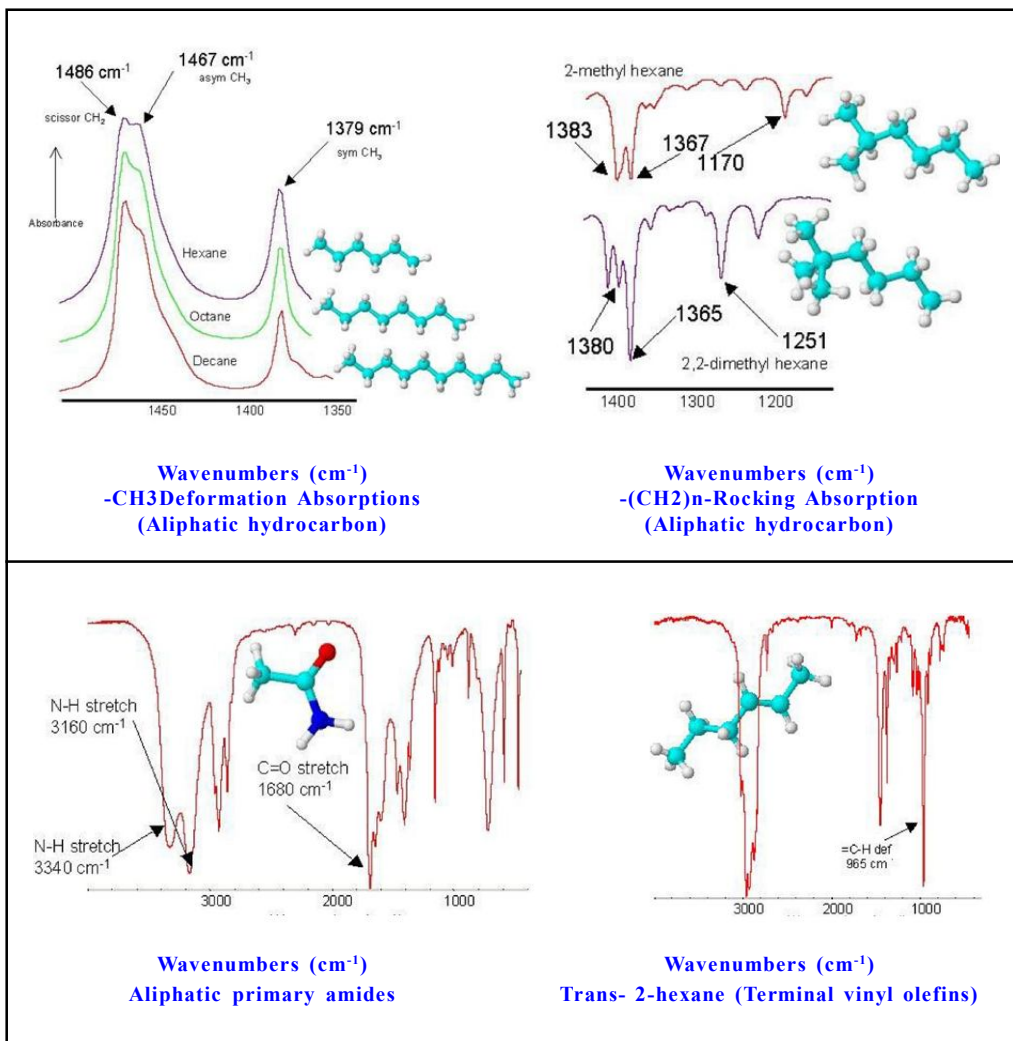 1486 cm-1
1467 cm-1
asym CH3
scissor CH2
1379 cm-1
sym CH3
Absorbance
Hexane
Octane
Decane
1450
1400
1350
Wavenumbers (cm-1)
-CH3Deformation Absorptions
(Aliphatic hydrocarbon)
2-methyl hexane
1383
1367
1170
1380
1365
1251
2,2-dimethyl hexane
1400
1300
1200
Wavenumbers (cm-1)
-(CH2)n-Rocking Absorption
(Aliphatic hydrocarbon)
N-H stretch
3160 cm-1
C=O stretch
1680 cm-1
N-H stretch
3340 cm-1
3000
2000
1000
Wavenumbers (cm-1)
Aliphatic primary amides
=C-H def
965 cm
3000
2000
1000
Wavenumbers (cm-1)
Trans- 2-hexane (Terminal vinyl olefins)